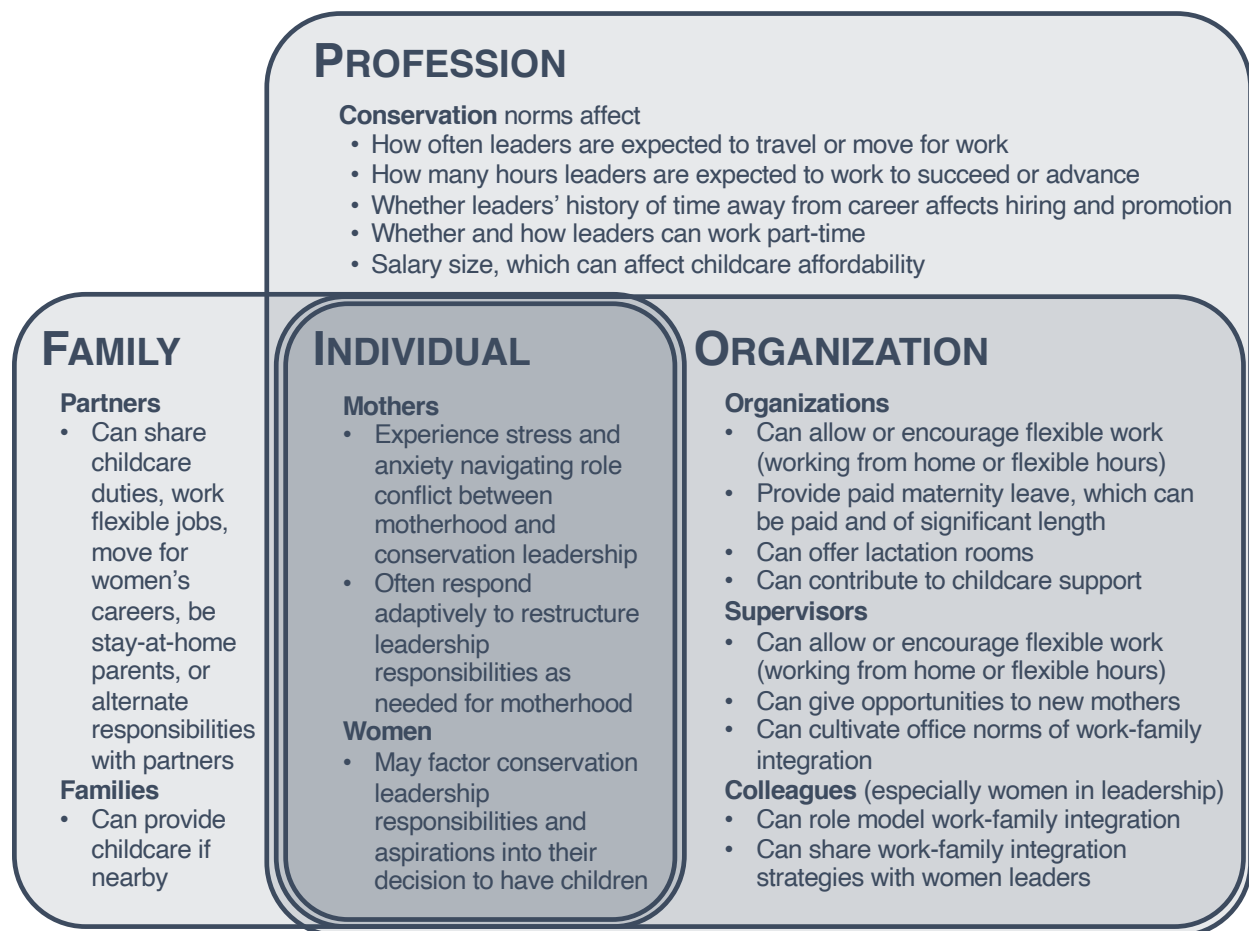 PROFESSION
Conservation norms affect
• How often leaders are expected to travel or move for work
• How many hours leaders are expected to work to succeed or advance
• Whether leaders' history of time away from career affects hiring and promotion
• Whether and how leaders can work part-time
• Salary size, which can affect childcare affordability
FAMILY
Partners
• Can share
childcare
duties, work
flexible jobs,
move for
women's
careers, be
stay-at-home
parents, or
alternate
responsibilities
with partners
Families
• Can provide
childcare if
nearby
INDIVIDUAL
Mothers
• Experience stress and
anxiety navigating role
conflict between
motherhood and
conservation leadership
• Often respond
adaptively to restructure
leadership
responsibilities as
needed for motherhood
Women
• May factor conservation
leadership
responsibilities and
aspirations into their
decision to have children
ORGANIZATION
Organizations
• Can allow or encourage flexible work
(working from home or flexible hours)
• Provide paid maternity leave, which can
be paid and of significant length
• Can offer lactation rooms
• Can contribute to childcare support
Supervisors
• Can allow or encourage flexible work
(working from home or flexible hours)
• Can give opportunities to new mothers
• Can cultivate office norms of work-family
integration
Colleagues (especially women in leadership)
• Can role model work-family integration
• Can share work-family integration
strategies with women leaders